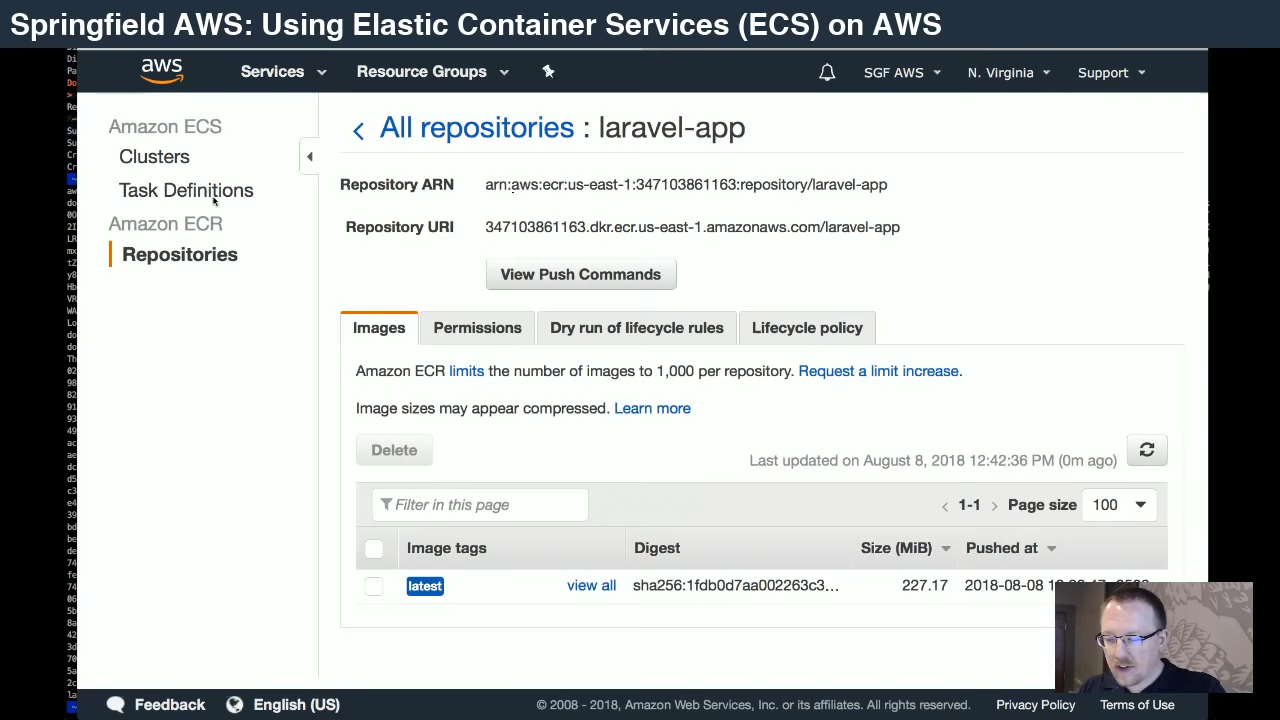 Springfield AWS: Using Elastic Container Services (ECS) on AWS
aws Services Resource Groups SGF AWS N. Virginia Support
Amazon ECS
Clusters
Task Definitions
Amazon ECR
Repositories
All repositories : laravel-app
Repository ARN arn:aws:ecr:us-east-1:347103861163:repository/laravel-app
Repository URI 347103861163.dkr.ecr.us-east-1.amazonaws.com/laravel-app
View Push Commands
Images Permissions Dry run of lifecycle rules Lifecycle policy
Amazon ECR limits the number of images to 1,000 per repository. Request a limit increase.
Image sizes may appear compressed. Learn more
Delete
Last updated on August 8, 2018 12:42:36 PM (0m ago)
Filter in this page 1-1 Page size 100
Image tags Digest Size (MiB) Pushed at
latest view all sha256:1fdb0d7aa002263c3... 227.17 2018-08-08
Feedback English (US) © 2008 - 2018, Amazon Web Services, Inc. or its affiliates. All rights reserved. Privacy Policy Terms of Use